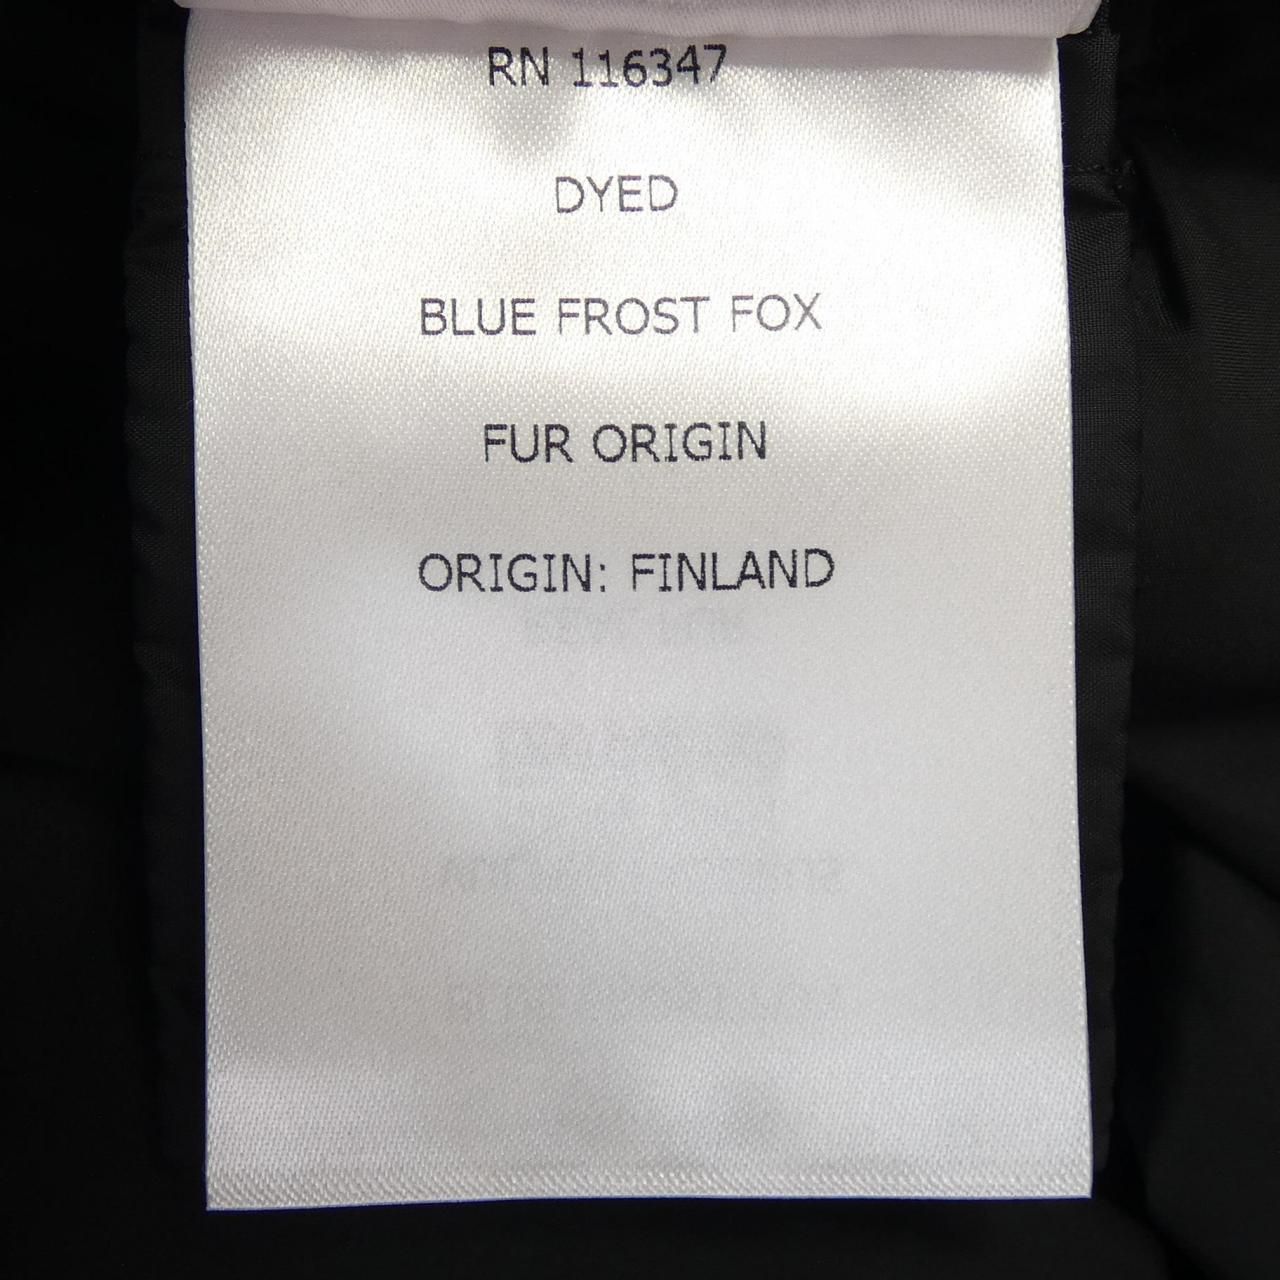 RN 116347
DYED
BLUE FROST FOX
FUR ORIGIN
ORIGIN: FINLAND